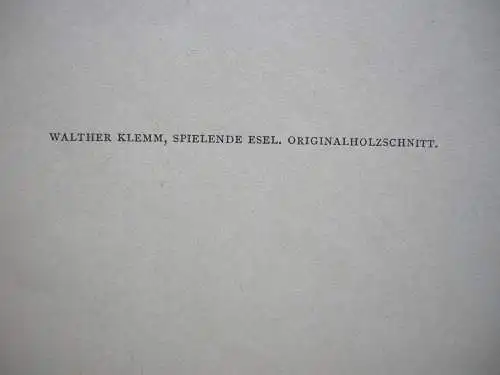 WALTHER KLEMM, SPIELENDE ESEL. ORIGINALHOLZSCHNITT.